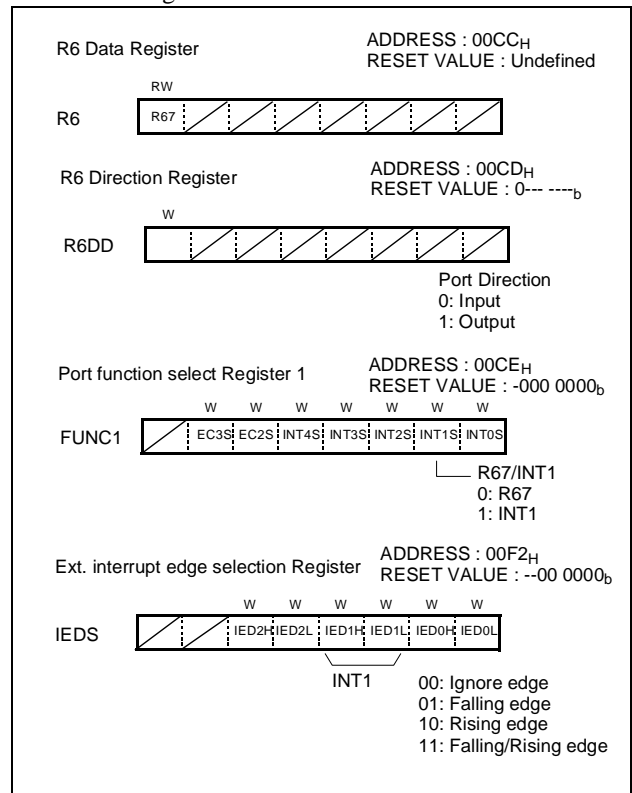 R6 Data Register
ADDRESS : 00CCH
RESET VALUE : Undefined
RW
R6
R67
R6 Direction Register
ADDRESS : 00CDH
RESET VALUE : 0--- ----b
W
R6DD
Port Direction
0: Input
1: Output
Port function select Register 1
ADDRESS : 00CEH
RESET VALUE : -000 0000b
W W W W W W W
FUNC1
EC3S EC2S INT4S INT3S INT2S INT1S INT0S
R67/INT1
0: R67
1: INT1
Ext. interrupt edge selection Register
ADDRESS : 00F2H
RESET VALUE : --00 0000b
W W W W W W
IEDS
IED2H IED2L IED1H IED1L IED0H IED0L
INT1
00: Ignore edge
01: Falling edge
10: Rising edge
11: Falling/Rising edge